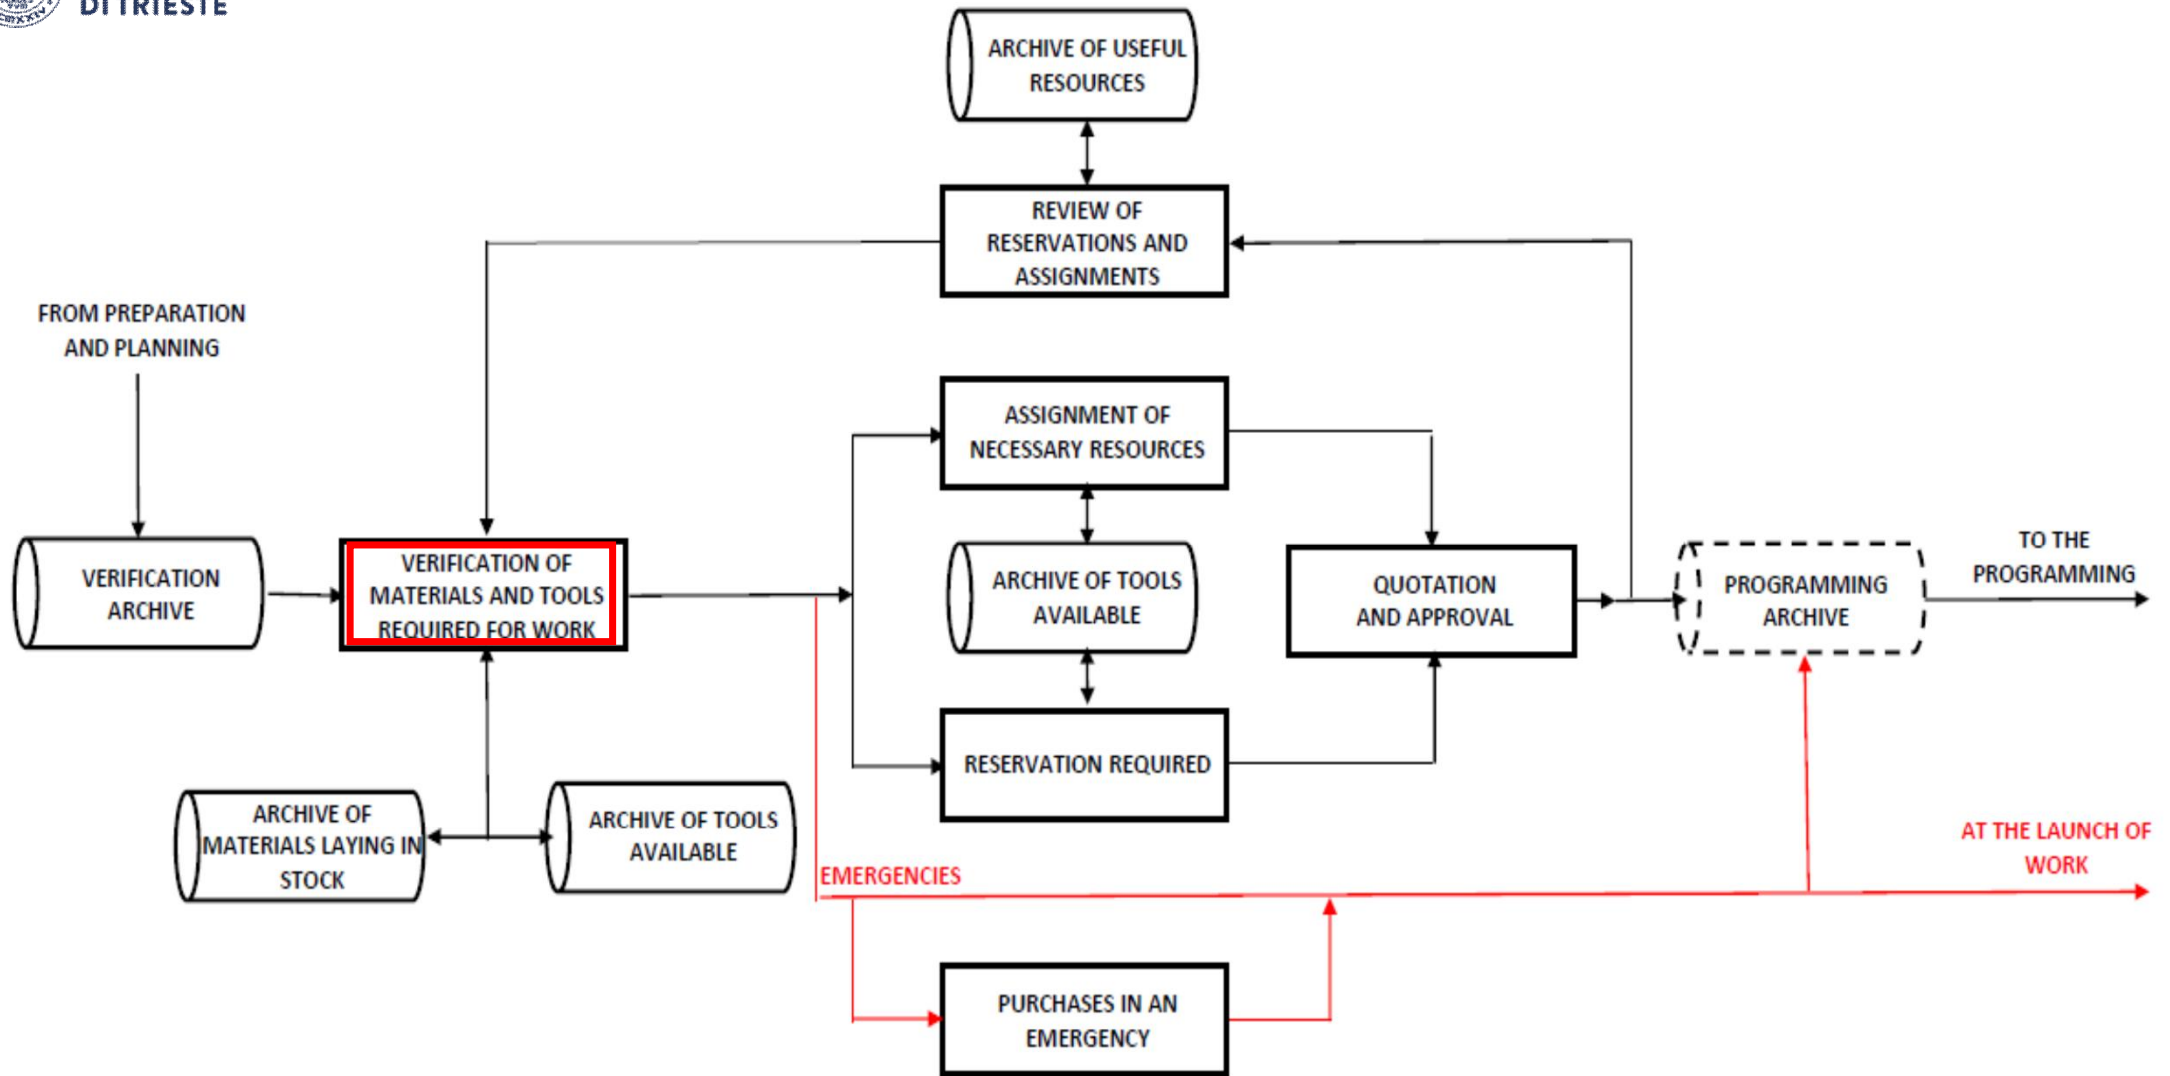 DI TRIESTE
ARCHIVE OF USEFUL
RESOURCES
REVIEW OF
RESERVATIONS AND
ASSIGNMENTS
FROM PREPARATION
AND PLANNING
ASSIGNMENT OF
NECESSARY RESOURCES
VERIFICATION
ARCHIVE
VERIFICATION OF
MATERIALS AND TOOLS
REQUIRED FOR WORK
ARCHIVE OF TOOLS
AVAILABLE
QUOTATION
AND APPROVAL
PROGRAMMING
ARCHIVE
TO THE
PROGRAMMING
RESERVATION REQUIRED
ARCHIVE OF
MATERIALS LAYING IN
STOCK
ARCHIVE OF TOOLS
AVAILABLE
EMERGENCIES
AT THE LAUNCH OF
WORK
PURCHASES IN AN
EMERGENCY